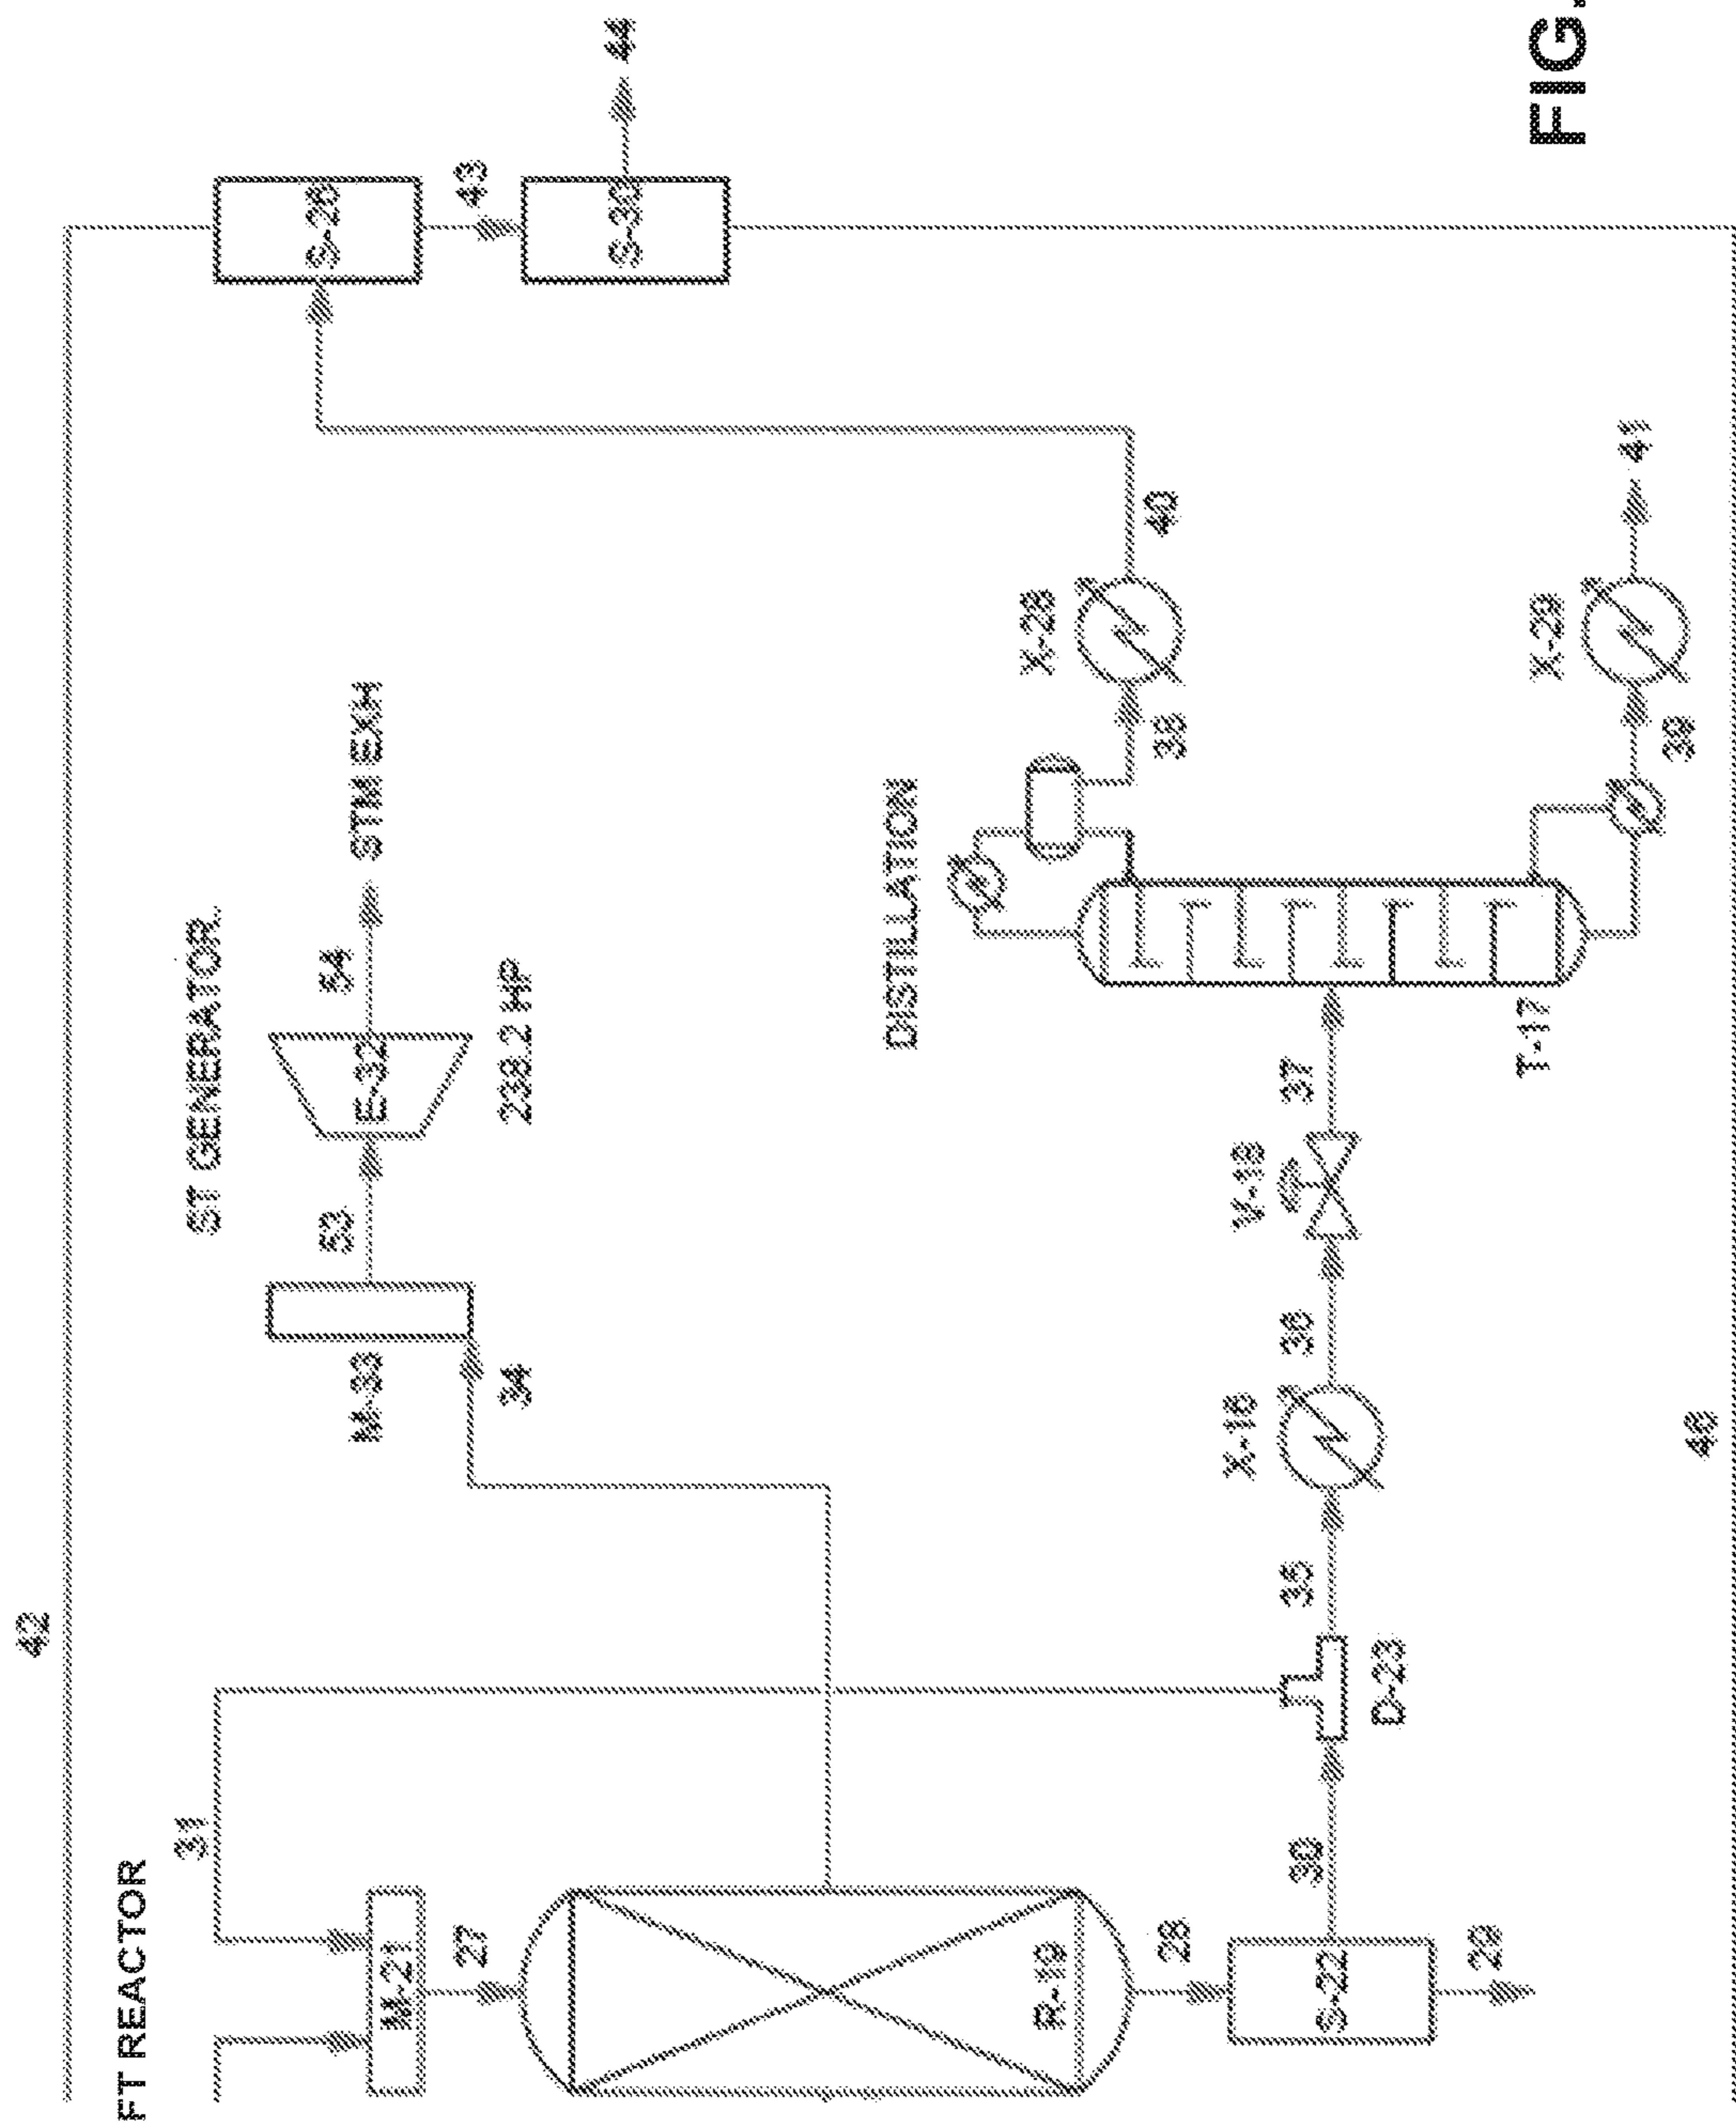 42
FT REACTOR
31
M-21
27
R-19
28
S-22
29
30
D-23
35
X-16
36
V-18
37
T-17
DISTILLATION
38
X-28
40
39
X-29
41
ST GENERATOR
M-33
34
53
E-32
238.2 HP
54
STM EXH
43
44
46
FIG.